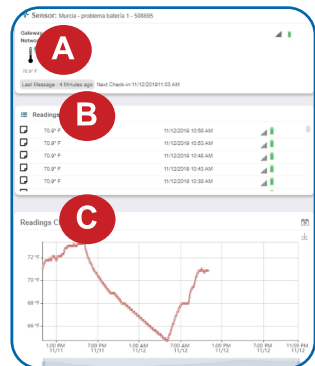 Sensor: Murcia - problema bateria 1 - 508695
Gateway
Networ
A
70.9° F
Last Message : 4 Minutes ago Next Check-in:11/12/201911:03 AM
B
Readings
70.9° F 11/12/2019 10:58 AM
70.9° F 11/12/2019 10:53 AM
70.9° F 11/12/2019 10:48 AM
70.9° F 11/12/2019 10:43 AM
70.9° F 11/12/2019 10:38 AM
C
Readings C
72 °F
70 °F
68 °F
66 °F
1:00 PM 7:00 PM 1:00 AM 7:00 AM 1:00 PM 7:00 PM 11:59 PM
11/11 11/11 11/12 11/12 11/12 11/12 11/12